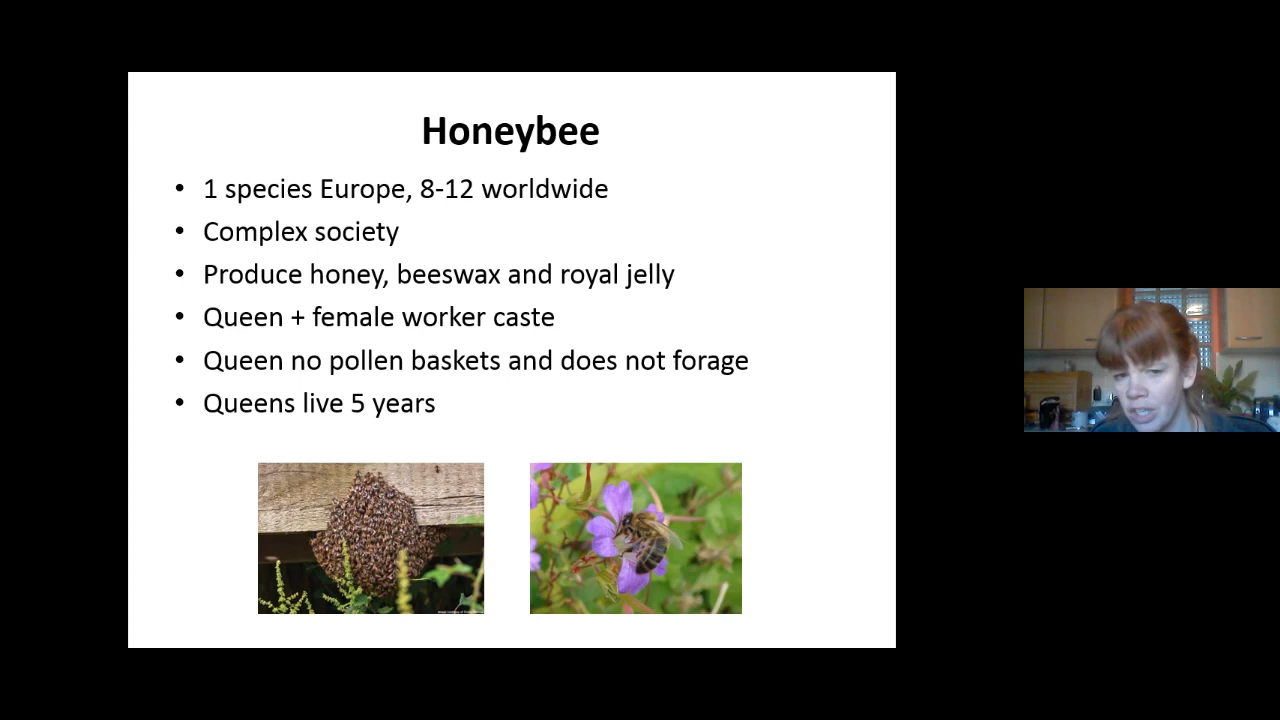 Honeybee
• 1 species Europe, 8-12 worldwide
• Complex society
• Produce honey, beeswax and royal jelly
• Queen + female worker caste
• Queen no pollen baskets and does not forage
• Queens live 5 years